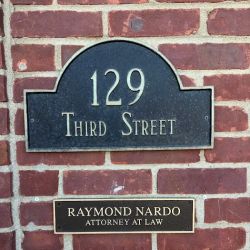 129
Third Street
RAYMOND NARDO
ATTORNEY AT LAW